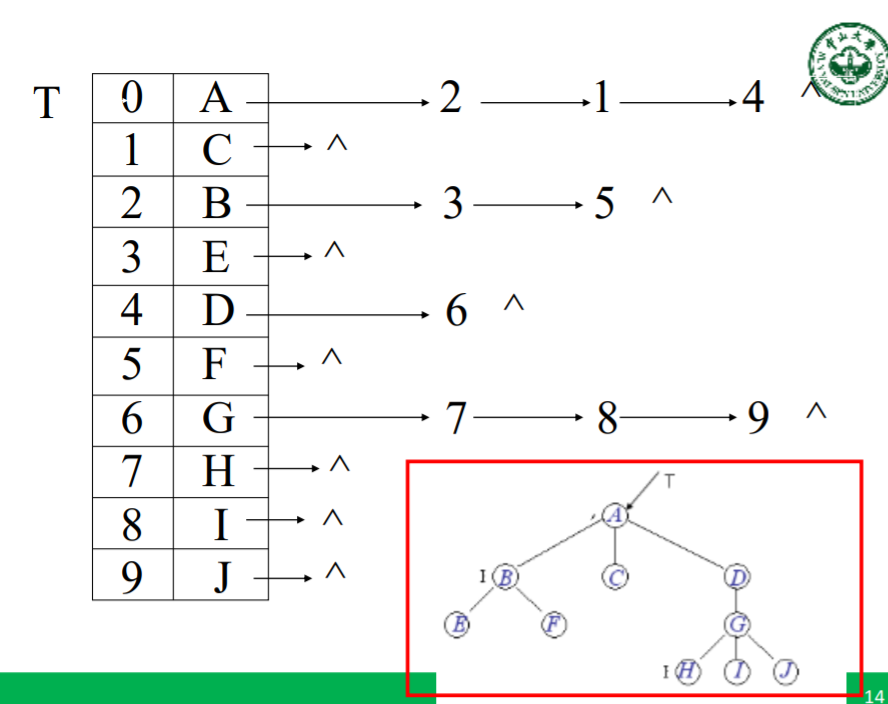 T 0 A 2 1 4 ^
1 C ^
2 B 3 5 ^
3 E ^
4 D 6 ^
5 F ^
6 G 7 8 9 ^
7 H ^
8 I ^
9 J ^
T
A
I B C D
E F G
H I J
14